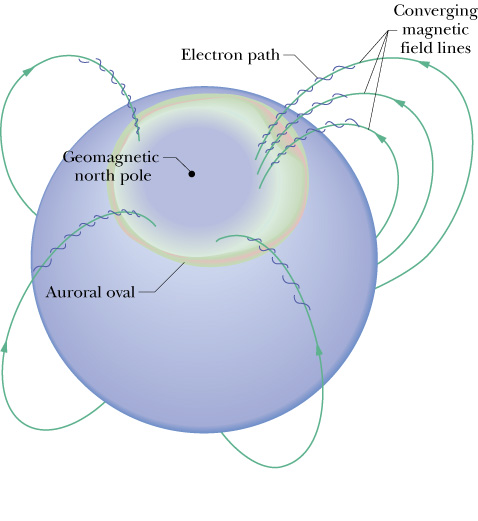 Converging
magnetic
field lines
Electron path
Geomagnetic
north pole
Auroral oval